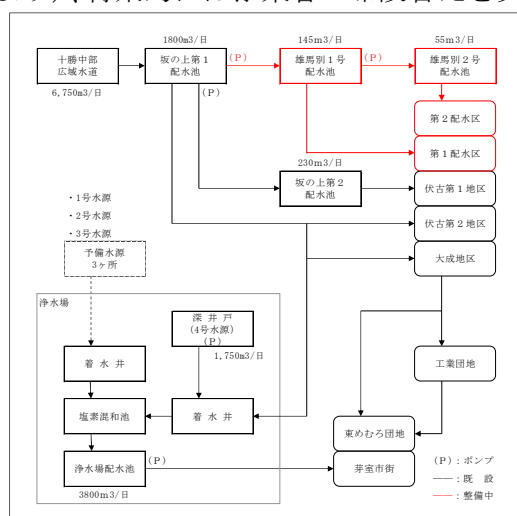 1800m3/日
145m3/日
55m3/日
十勝中部
広域水道
坂の上第1
配水池
(P)
雄馬別1号
配水池
(P)
雄馬別2号
配水池
6,750m3/日
(P)
第2配水区
第1配水区
230m3/日
坂の上第2
配水池
伏古第1地区
・1号水源
・2号水源
・3号水源
伏古第2地区
予備水源
3ヶ所
大成地区
浄水場
深 井 戸
(4号水源)
(P)
1,750m3/日
着 水 井
工業団地
塩素混和池
着 水 井
東めむろ団地
浄水場配水池
(P)
芽室市街
3800m3/日
(P):ポンプ
――:既 設
――:整備中